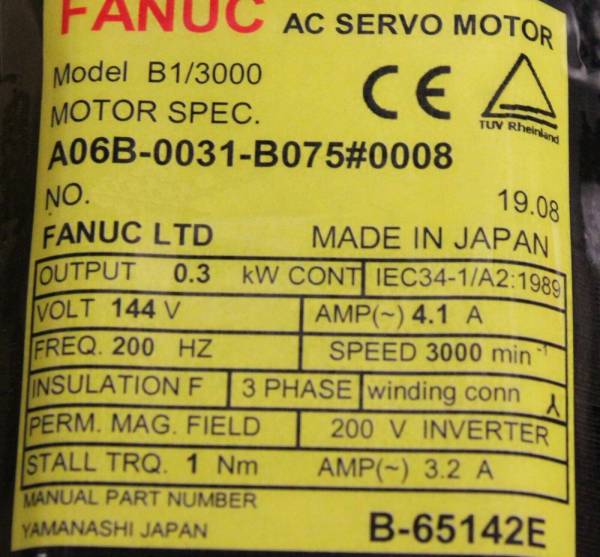 FANUC AC SERVO MOTOR
Model B1/3000
MOTOR SPEC.
TUV Rheinland
A06B-0031-B075#0008
NO. 19.08
FANUC LTD MADE IN JAPAN
OUTPUT 0.3 kW CONT IEC34-1/A2:1989
VOLT 144 V AMP(~) 4.1 A
FREQ. 200 HZ SPEED 3000 min⁻¹
INSULATION F 3 PHASE winding conn
PERM. MAG. FIELD 200 V INVERTER
STALL TRQ. 1 Nm AMP(~) 3.2 A
MANUAL PART NUMBER
YAMANASHI JAPAN B-65142E